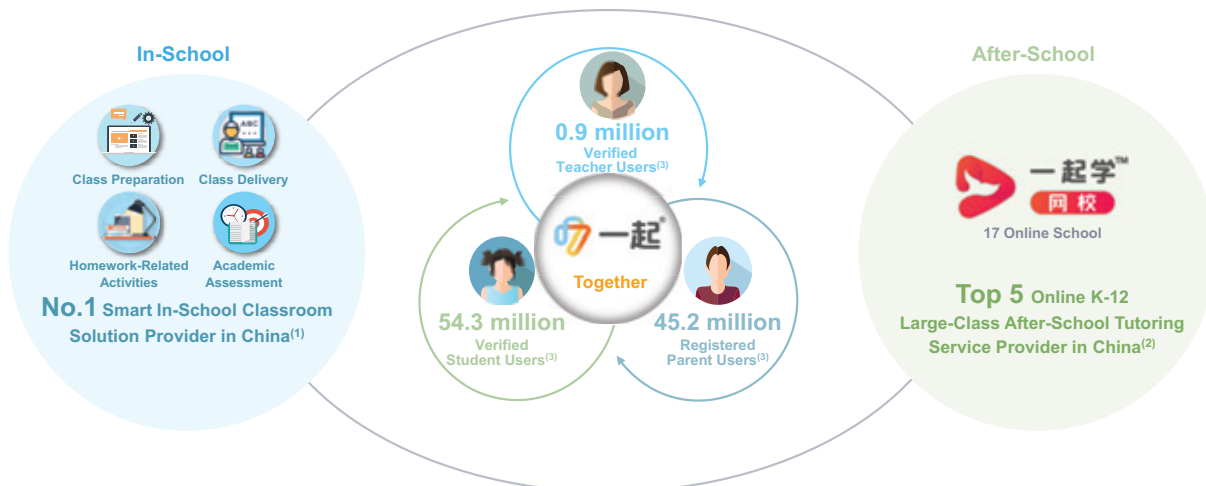 In-School
Class Preparation
Class Delivery
ABC
Homework-Related
Activities
Academic
Assessment
No.1 Smart In-School Classroom
Solution Provider in China(1)
0.9 million
Verified
Teacher Users(3)
17 一起®
Together
54.3 million
Verified
Student Users(3)
45.2 million
Registered
Parent Users(3)
After-School
一起学™
网校
17 Online School
Top 5 Online K-12
Large-Class After-School Tutoring
Service Provider in China(2)